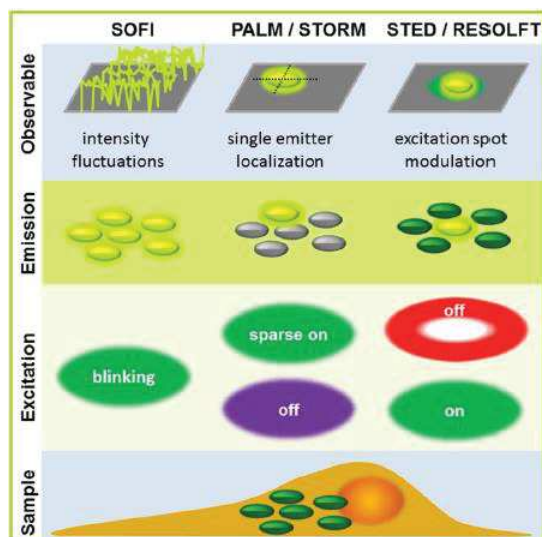 SOFI PALM / STORM STED / RESOLFT
Observable
intensity fluctuations
single emitter localization
excitation spot modulation
Emission
Excitation
blinking
sparse on
off
off
on
Sample